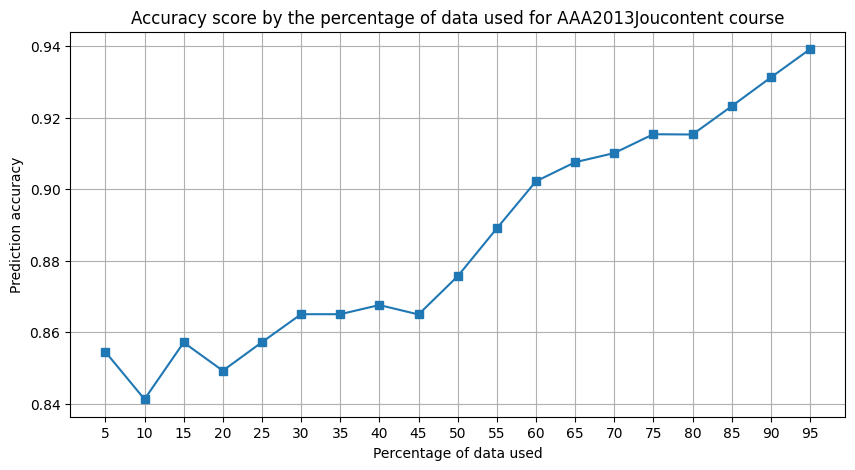 Accuracy score by the percentage of data used for AAA2013Joucontent course
Prediction accuracy
0.94
0.92
0.90
0.88
0.86
0.84
5 10 15 20 25 30 35 40 45 50 55 60 65 70 75 80 85 90 95
Percentage of data used